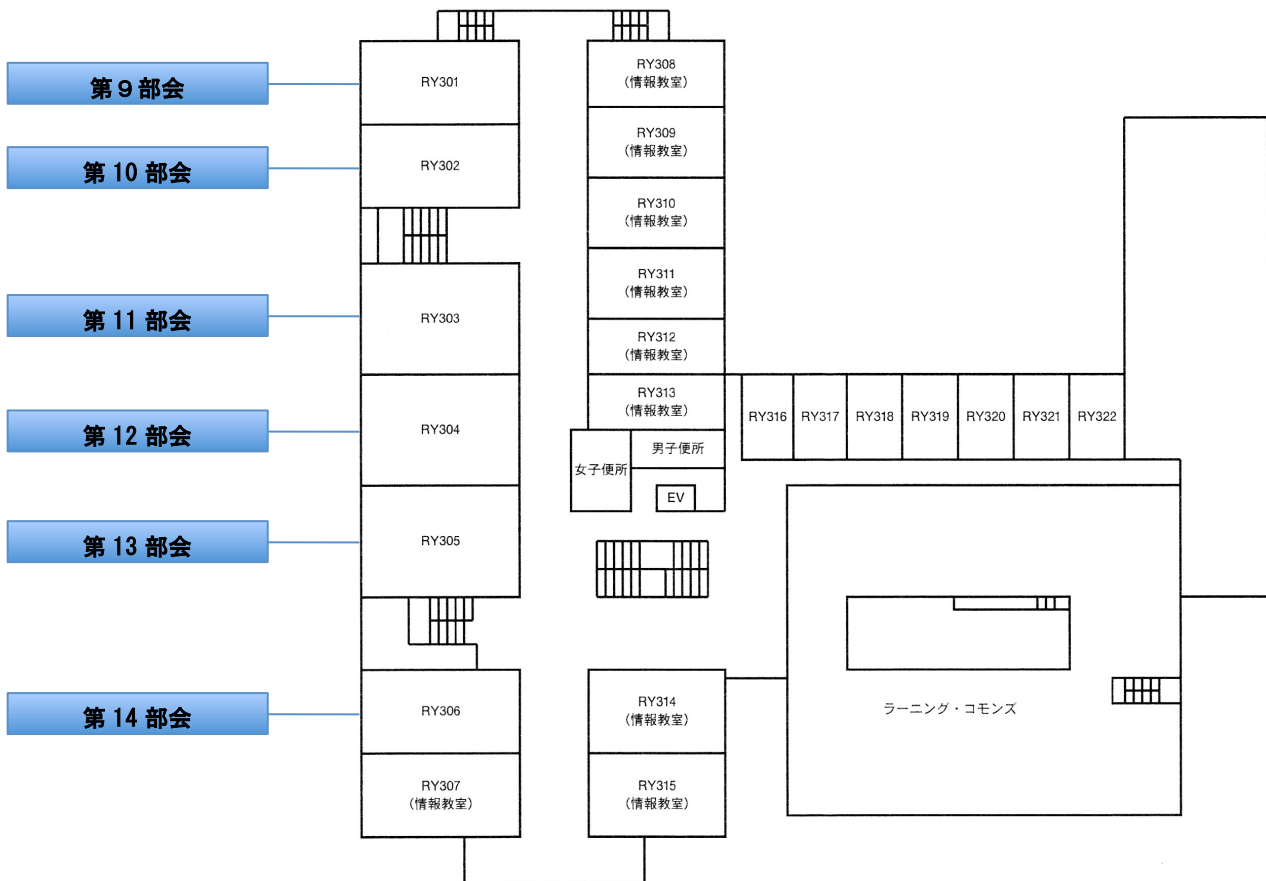 第９部会
第 10 部会
第 11 部会
第 12 部会
第 13 部会
第 14 部会
RY301
RY302
RY303
RY304
RY305
RY306
RY307
（情報教室）
RY308
（情報教室）
RY309
（情報教室）
RY310
（情報教室）
RY311
（情報教室）
RY312
（情報教室）
RY313
（情報教室）
男子便所
女子便所
EV
RY314
（情報教室）
RY315
（情報教室）
RY316
RY317
RY318
RY319
RY320
RY321
RY322
ラーニング・コモンズ